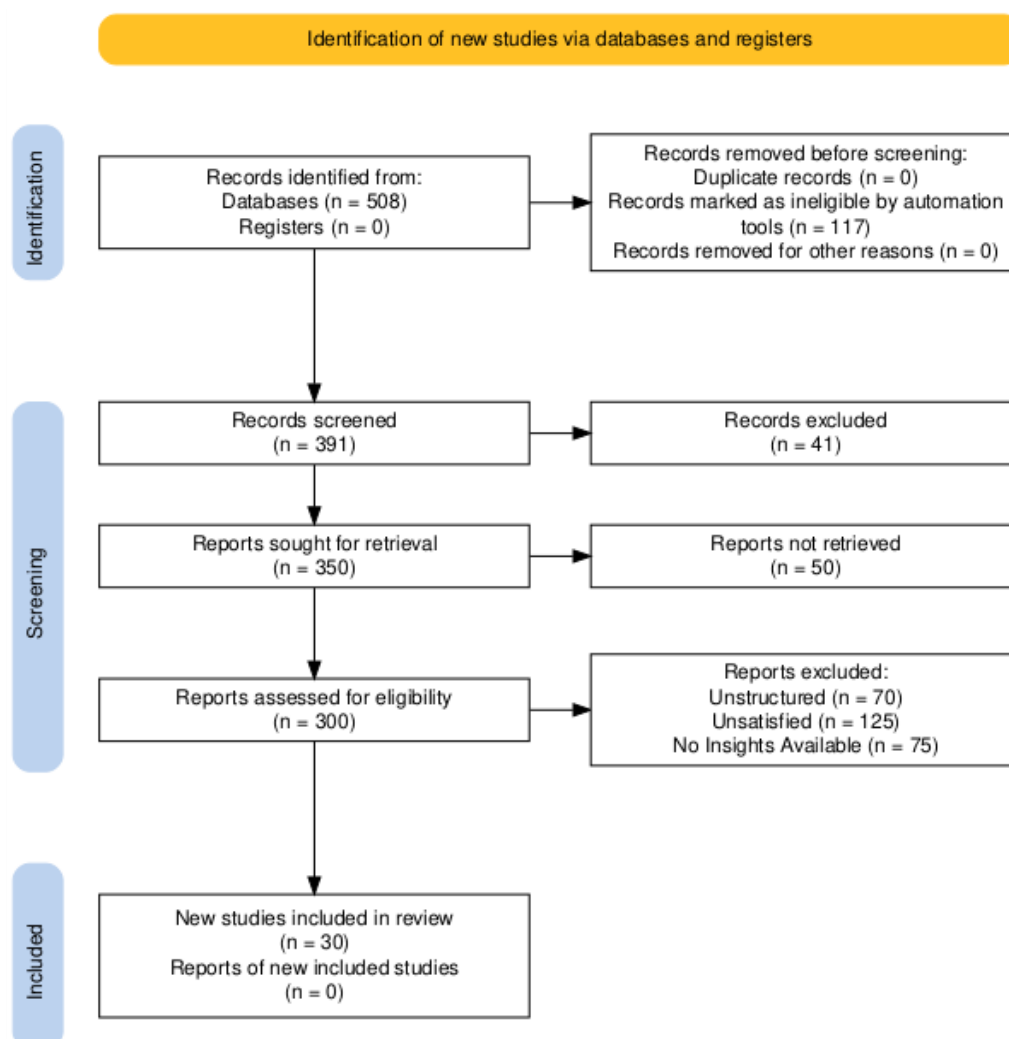 Identification of new studies via databases and registers
Identification
Records identified from:
Databases (n = 508)
Registers (n = 0)
Records removed before screening:
Duplicate records (n = 0)
Records marked as ineligible by automation
tools (n = 117)
Records removed for other reasons (n = 0)
Screening
Records screened
(n = 391)
Records excluded
(n = 41)
Reports sought for retrieval
(n = 350)
Reports not retrieved
(n = 50)
Reports assessed for eligibility
(n = 300)
Reports excluded:
Unstructured (n = 70)
Unsatisfied (n = 125)
No Insights Available (n = 75)
Included
New studies included in review
(n = 30)
Reports of new included studies
(n = 0)